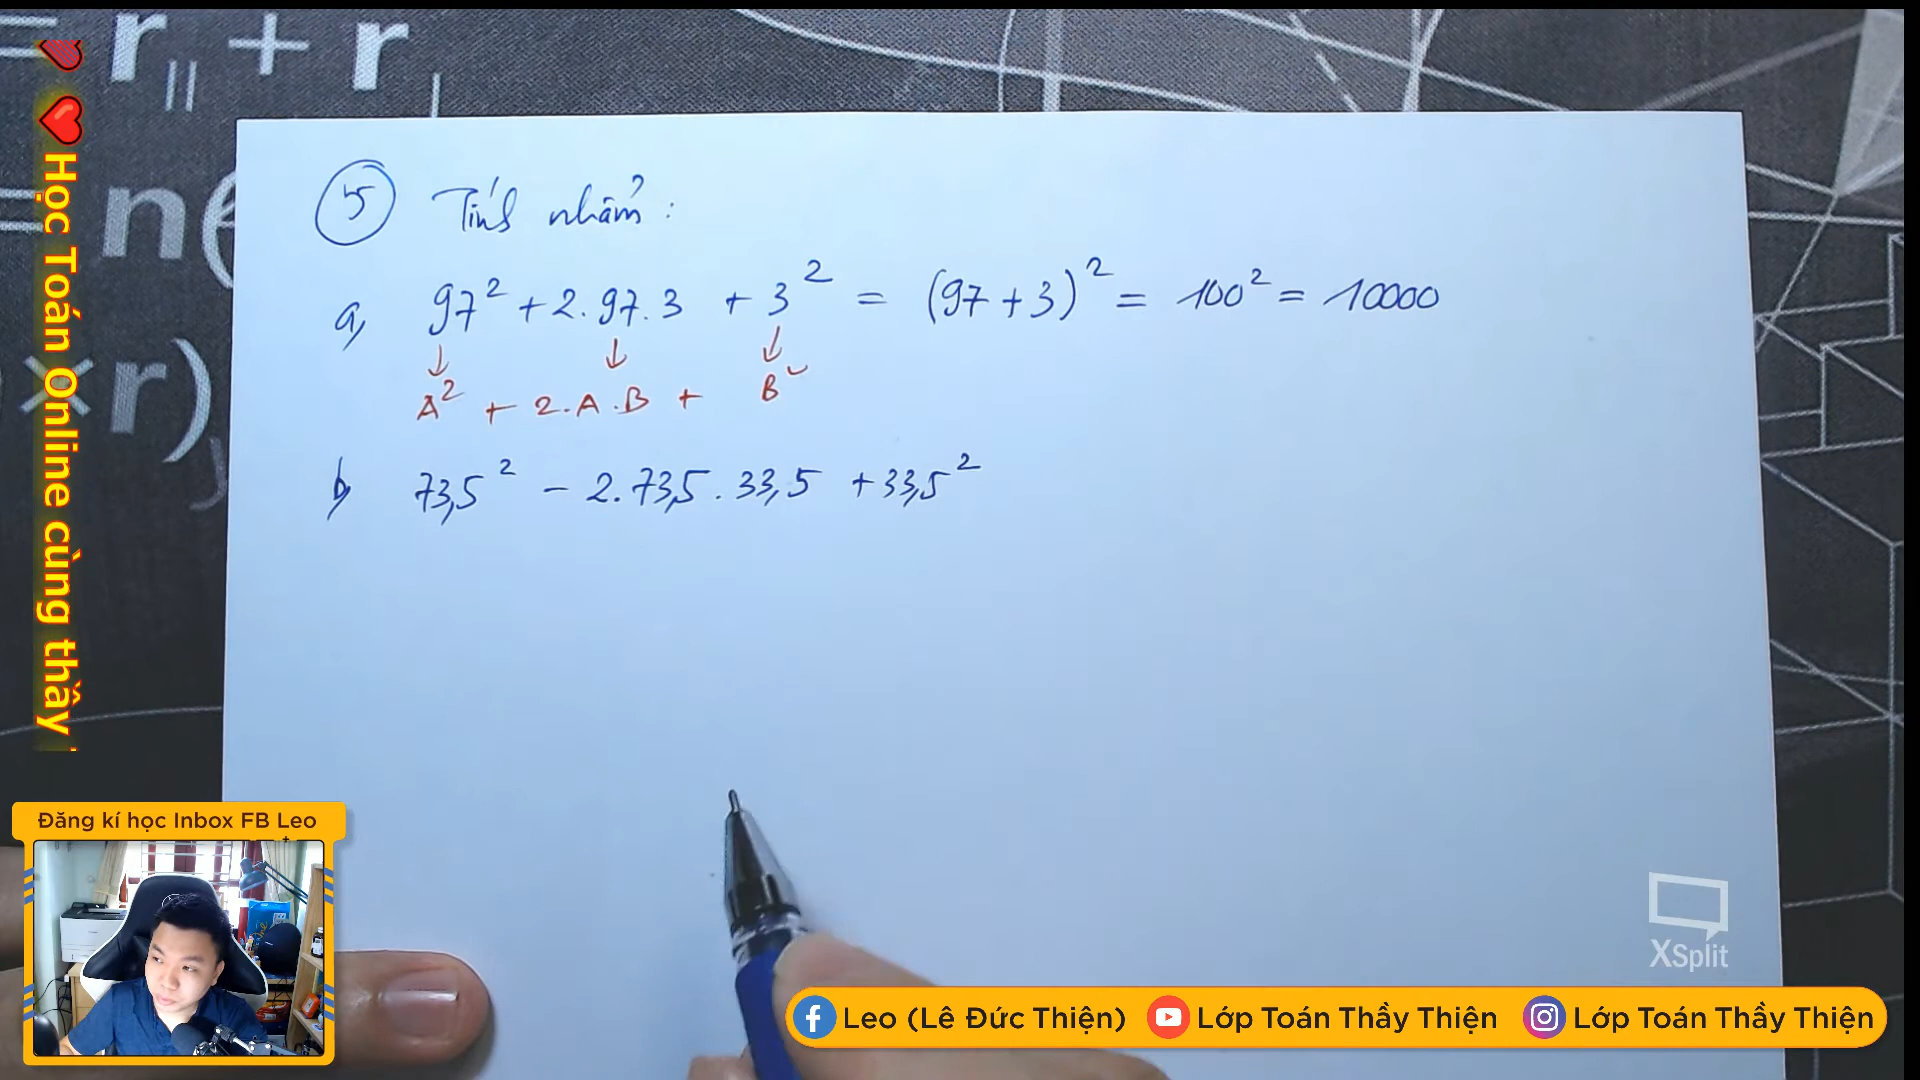 = r|| + r|
= n(
× r)
❤Học Toán Online cùng thầy
5 Tính nhẩm :
a, 97² + 2.97.3 + 3² = (97 + 3)² = 100² = 10000
A² + 2.A.B + B²
b, 73,5² - 2.73,5.33,5 + 33,5²
Đăng kí học Inbox FB Leo
XSplit
Leo (Lê Đức Thiện) Lớp Toán Thầy Thiện Lớp Toán Thầy Thiện